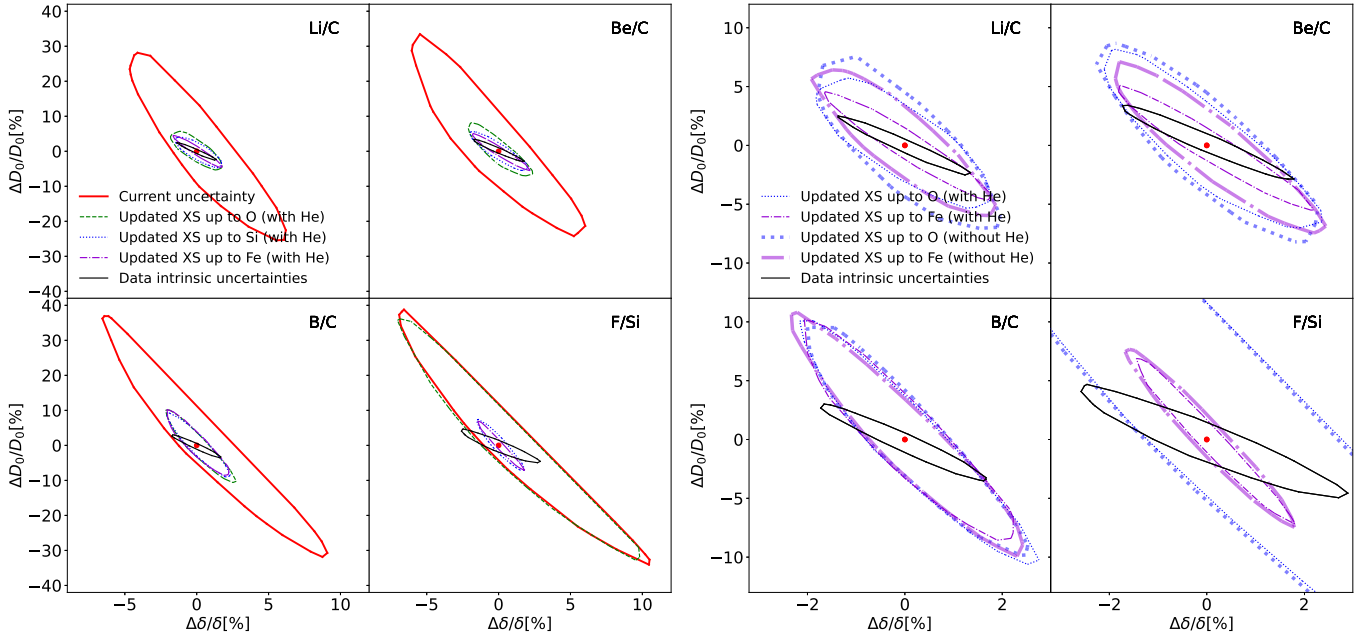 40
30
20
10
0
−10
−20
−30
−40
ΔD₀/D₀[%]
Li/C
Be/C
Current uncertainty
Updated XS up to O (with He)
Updated XS up to Si (with He)
Updated XS up to Fe (with He)
Data intrinsic uncertainties
40
30
20
10
0
−10
−20
−30
−40
ΔD₀/D₀[%]
B/C
F/Si
−5 0 5 10
−5 0 5 10
Δδ/δ[%]
Δδ/δ[%]
10
5
0
−5
−10
ΔD₀/D₀[%]
Li/C
Be/C
Updated XS up to O (with He)
Updated XS up to Fe (with He)
Updated XS up to O (without He)
Updated XS up to Fe (without He)
Data intrinsic uncertainties
10
5
0
−5
−10
ΔD₀/D₀[%]
B/C
F/Si
−2 0 2
−2 0 2
Δδ/δ[%]
Δδ/δ[%]